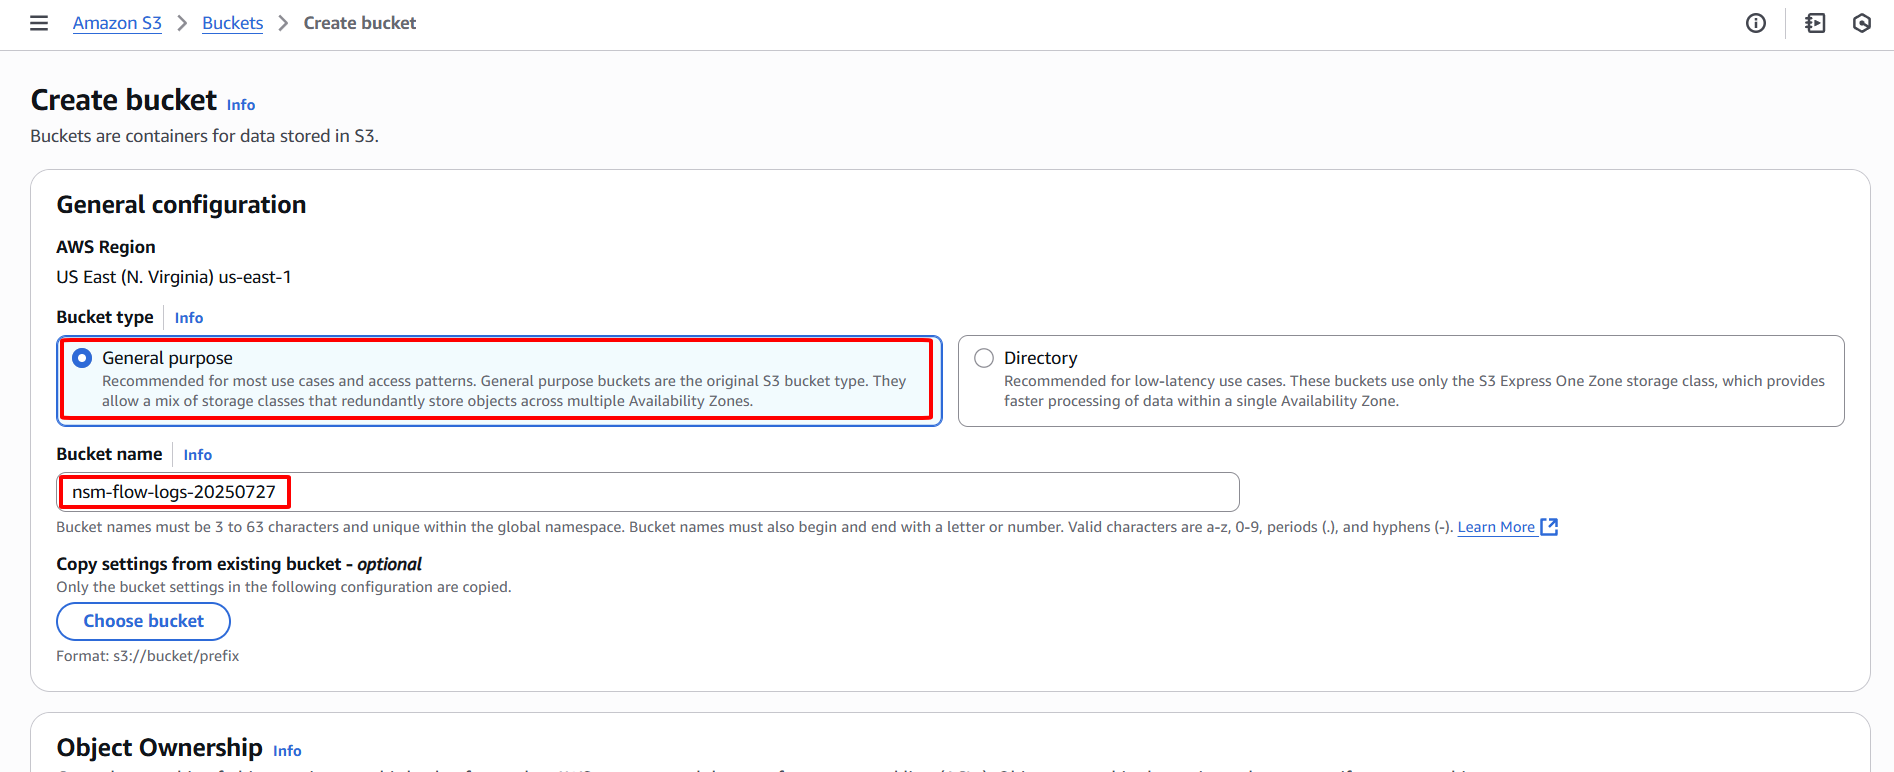 Amazon S3 > Buckets > Create bucket
Create bucket Info
Buckets are containers for data stored in S3.
General configuration
AWS Region
US East (N. Virginia) us-east-1
Bucket type Info
General purpose
Recommended for most use cases and access patterns. General purpose buckets are the original S3 bucket type. They
allow a mix of storage classes that redundantly store objects across multiple Availability Zones.
Directory
Recommended for low-latency use cases. These buckets use only the S3 Express One Zone storage class, which provides
faster processing of data within a single Availability Zone.
Bucket name Info
nsm-flow-logs-20250727
Bucket names must be 3 to 63 characters and unique within the global namespace. Bucket names must also begin and end with a letter or number. Valid characters are a-z, 0-9, periods (.), and hyphens (-). Learn More
Copy settings from existing bucket - optional
Only the bucket settings in the following configuration are copied.
Choose bucket
Format: s3://bucket/prefix
Object Ownership Info